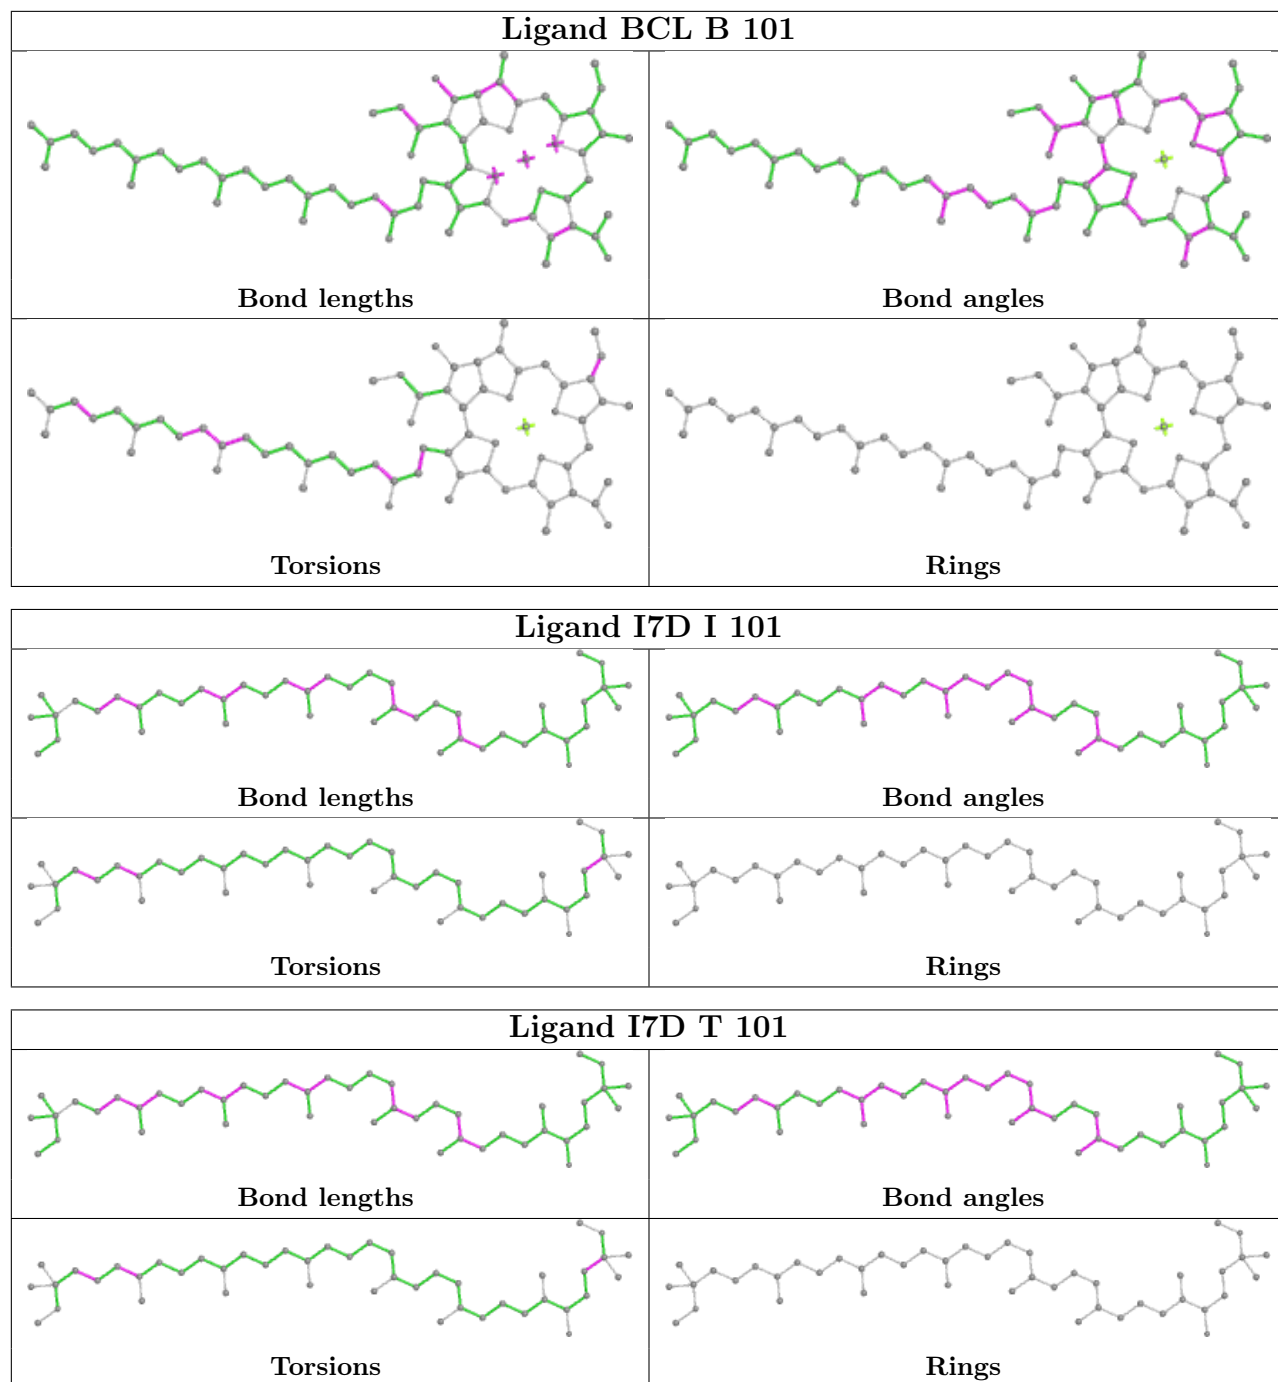 Ligand BCL B 101
Bond lengths
Bond angles
Torsions
Rings
Ligand I7D I 101
Bond lengths
Bond angles
Torsions
Rings
Ligand I7D T 101
Bond lengths
Bond angles
Torsions
Rings